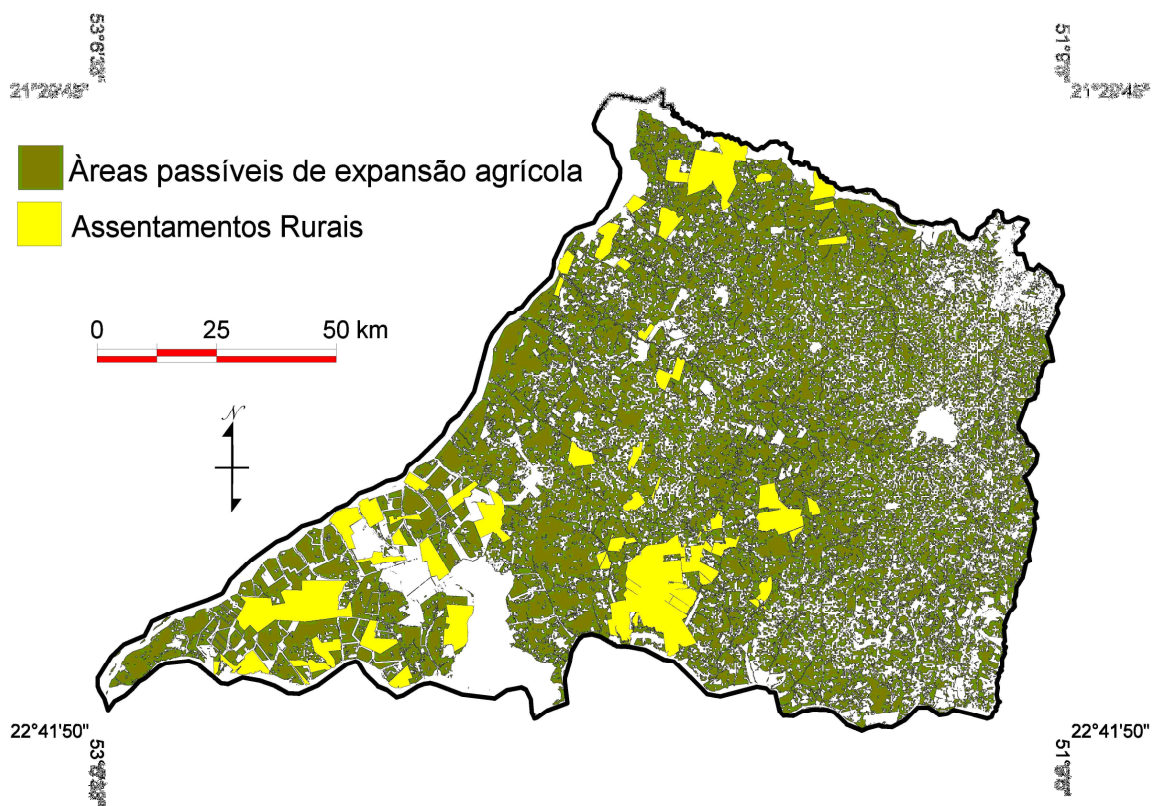 21°29'45"
21°29'45"
Àreas passíveis de expansão agrícola
Assentamentos Rurais
0 25 50 km
N
22°41'50"
22°41'50"